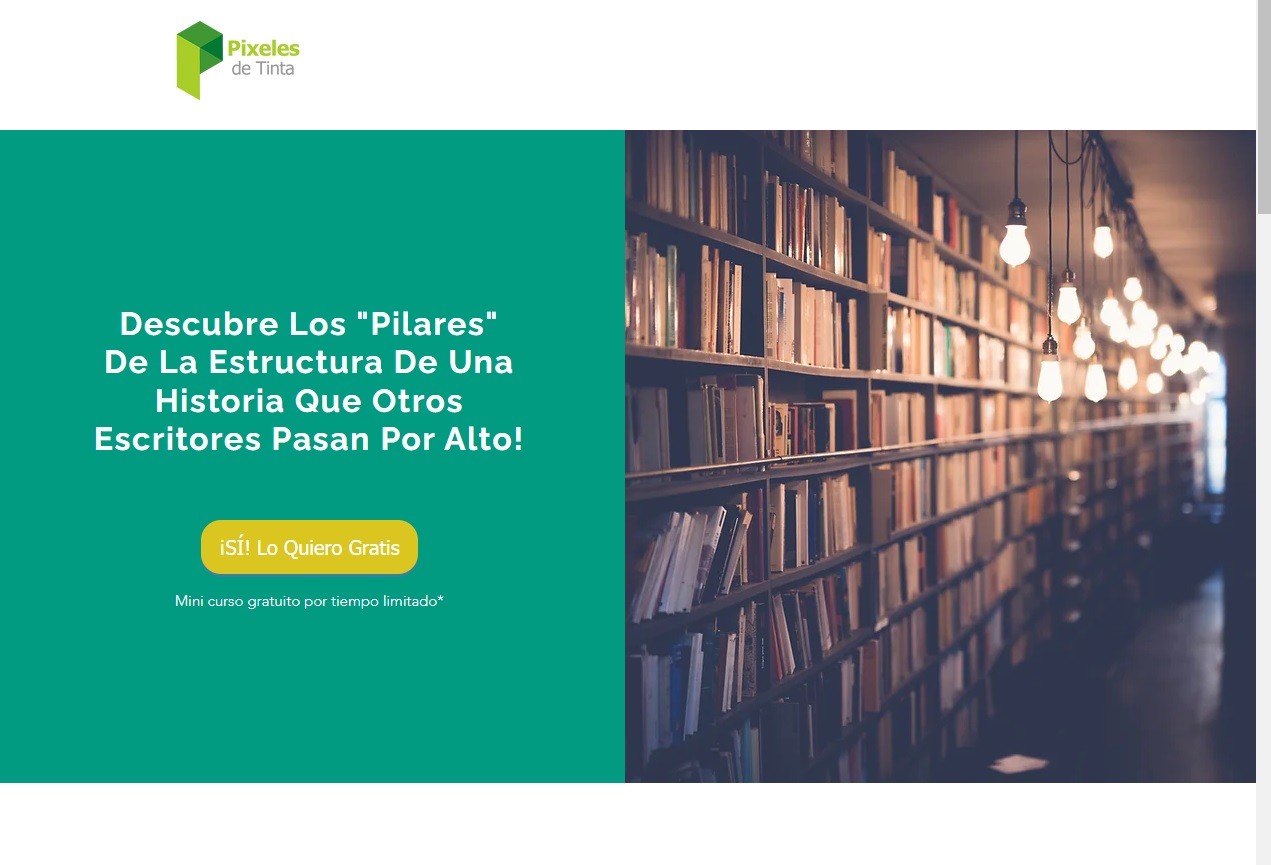 Pixeles
de Tinta
Descubre Los "Pilares"
De La Estructura De Una
Historia Que Otros
Escritores Pasan Por Alto!
¡SÍ! Lo Quiero Gratis
Mini curso gratuito por tiempo limitado*